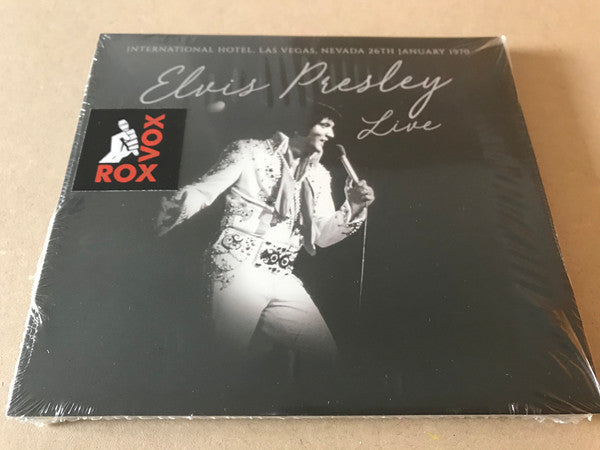 INTERNATIONAL HOTEL, LAS VEGAS, NEVADA 26TH JANUARY 1970
Elvis Presley
Live
ROX
VOX